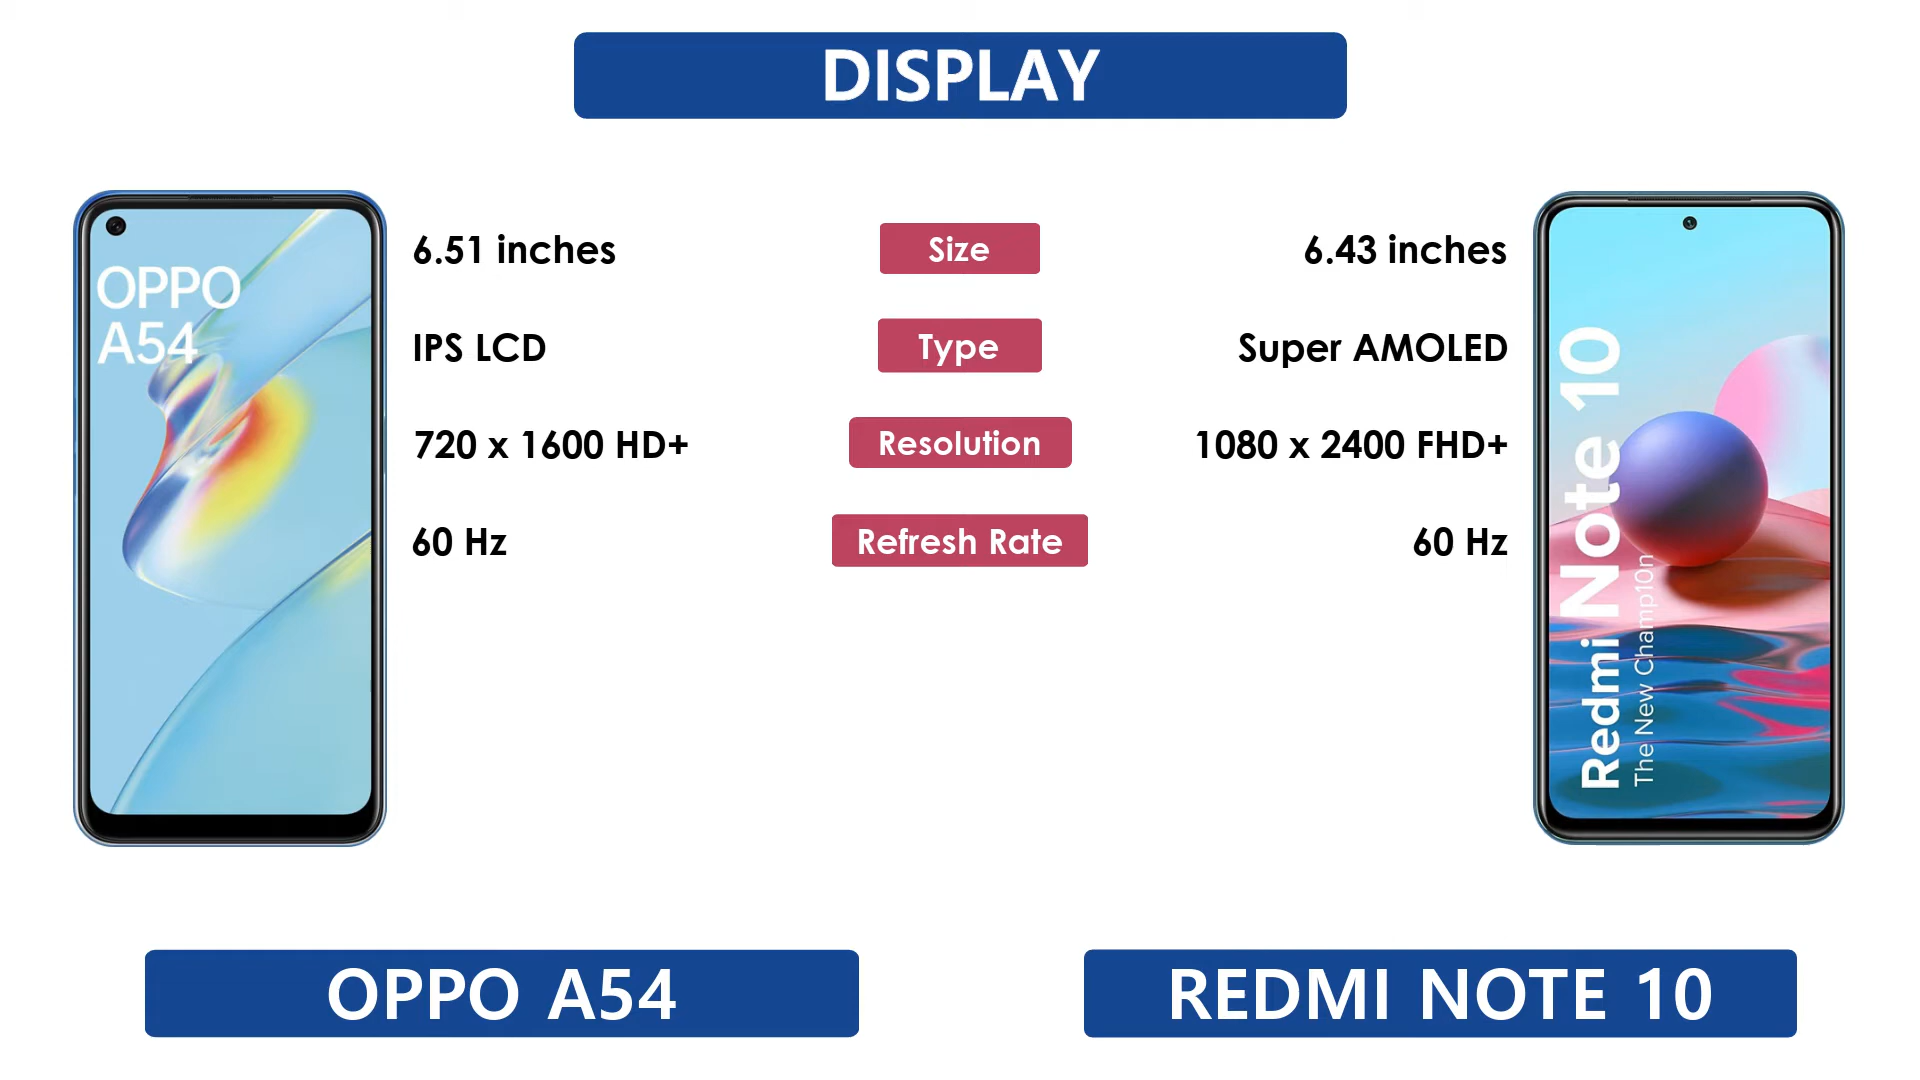 DISPLAY
OPPO
A54
6.51 inches
Size
6.43 inches
IPS LCD
Type
Super AMOLED
720 x 1600 HD+
Resolution
1080 x 2400 FHD+
60 Hz
Refresh Rate
60 Hz
Redmi Note 10
The New Champ10n
OPPO A54
REDMI NOTE 10